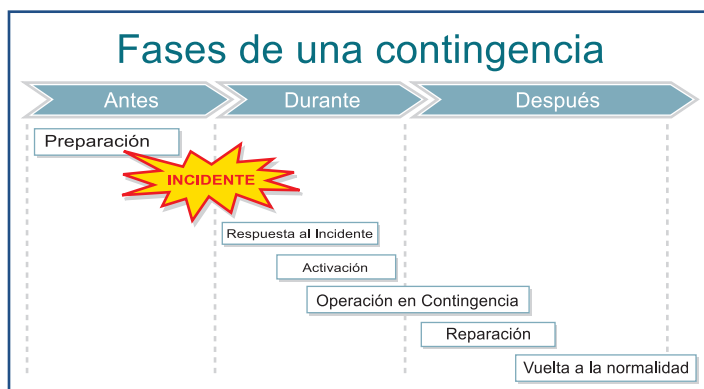 Fases de una contingencia
Antes
Durante
Después
Preparación
INCIDENTE
Respuesta al Incidente
Activación
Operación en Contingencia
Reparación
Vuelta a la normalidad